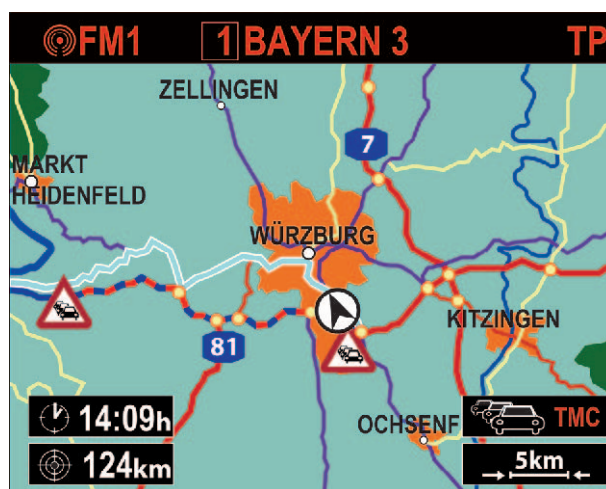 FM1 1 BAYERN 3 TP
ZELLINGEN
7
MARKT
HEIDENFELD
WÜRZBURG
KITZINGEN
81
14:09h
OCHSENF
TMC
124km
5km